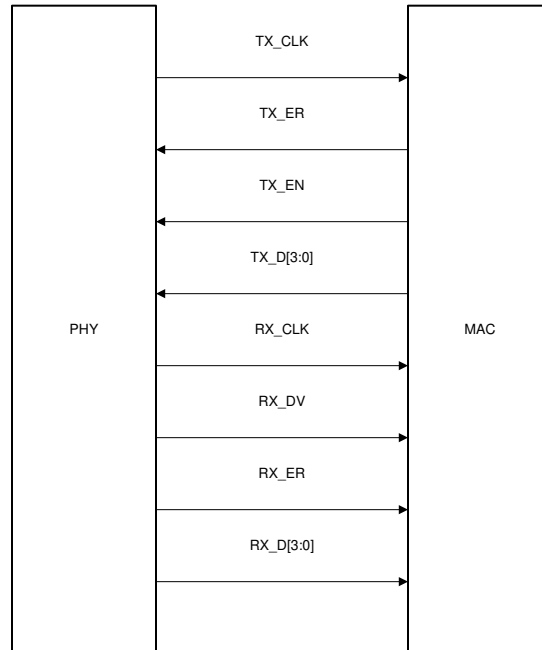 TX_CLK
TX_ER
TX_EN
TX_D[3:0]
PHY
RX_CLK
MAC
RX_DV
RX_ER
RX_D[3:0]